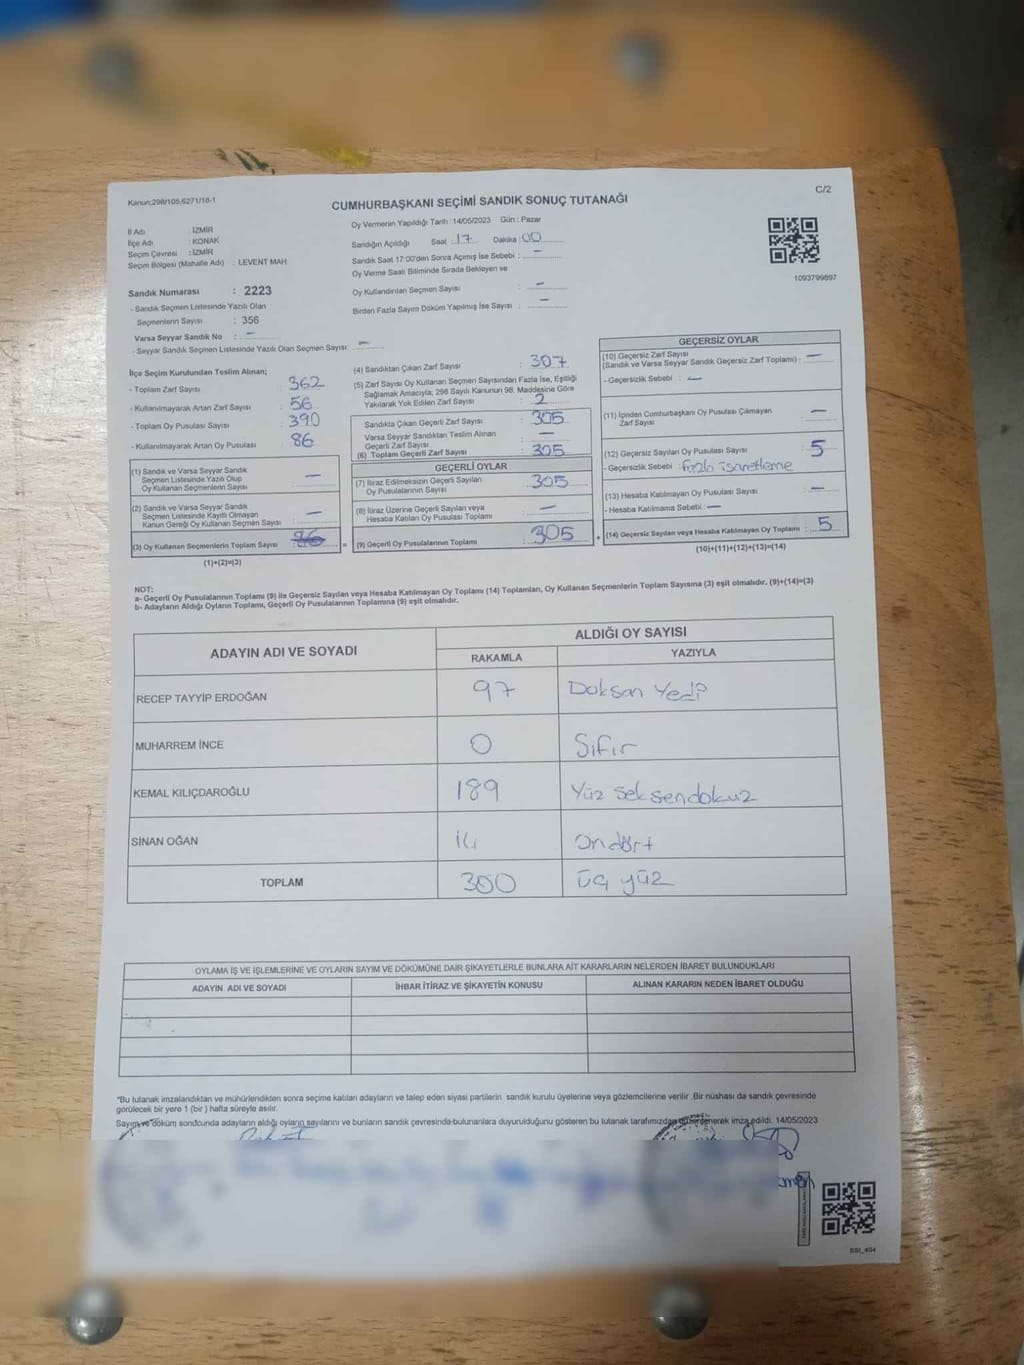 Kanun;298/105;6271/18-1
C/2
CUMHURBAŞKANI SEÇİMİ SANDIK SONUÇ TUTANAĞI
İl Adı : İZMİR
İlçe Adı : KONAK
Seçim Çevresi : İZMİR
Seçim Bölgesi (Mahalle Adı) : LEVENT MAH.
Oy Vermenin Yapıldığı Tarih : 14/05/2023 Gün : Pazar
Sandığın Açıldığı Saat : 17 Dakika : 00
Sandık Saat 17:00'den Sonra Açımış İse Sebebi : –
Oy Verme Saati Bitiminde Sırada Bekleyen ve
Oy Kullandırılan Seçmen Sayısı : –
Birden Fazla Sayım Döküm Yapılmış İse Sayısı : –
1093799897
Sandık Numarası : 2223
- Sandık Seçmen Listesinde Yazılı Olan
Seçmenlerin Sayısı : 356
Varsa Seyyar Sandık No : –
- Seyyar Sandık Seçmen Listesinde Yazılı Olan Seçmen Sayısı : –
İlçe Seçim Kurulundan Teslim Alınan;
- Toplam Zarf Sayısı : 362
- Kullanılmayarak Artan Zarf Sayısı : 56
- Toplam Oy Pusulası Sayısı : 390
- Kullanılmayarak Artan Oy Pusulası : 86
(1) Sandık ve Varsa Seyyar Sandık
Seçmen Listesinde Yazılı Olup
Oy Kullanan Seçmenlerin Sayısı : –
(2) Sandık ve Varsa Seyyar Sandık
Seçmen Listesinde Kayıtlı Olmayan
Kanun Gereği Oy Kullanan Seçmen Sayısı : –
(3) Oy Kullanan Seçmenlerin Toplam Sayısı : 86 =
(1)+(2)=(3)
(4) Sandıktan Çıkan Zarf Sayısı : 307
(5) Zarf Sayısı Oy Kullanan Seçmen Sayısından Fazla İse, Eşitliği
Sağlamak Amacıyla; 298 Sayılı Kanunun 98. Maddesine Göre
Yakılarak Yok Edilen Zarf Sayısı : 2
Sandıkta Çıkan Geçerli Zarf Sayısı : 305
Varsa Seyyar Sandıktan Teslim Alınan
Geçerli Zarf Sayısı : –
(6) Toplam Geçerli Zarf Sayısı : 305
GEÇERLİ OYLAR
(7) İtiraz Edilmeksizin Geçerli Sayılan
Oy Pusulalarının Sayısı : 305
(8) İtiraz Üzerine Geçerli Sayılan veya
Hesaba Katılan Oy Pusulası Toplamı : –
(9) Geçerli Oy Pusulalarının Toplamı : 305 +
GEÇERSİZ OYLAR
(10) Geçersiz Zarf Sayısı
(Sandık ve Varsa Seyyar Sandık Geçersiz Zarf Toplamı) : –
- Geçersizlik Sebebi : –
(11) İçinden Cumhurbaşkanı Oy Pusulası Çıkmayan
Zarf Sayısı : –
(12) Geçersiz Sayılan Oy Pusulası Sayısı : 5
- Geçersizlik Sebebi : Fazla isaretleme
(13) Hesaba Katılmayan Oy Pusulası Sayısı : –
- Hesaba Katılmama Sebebi : –
(14) Geçersiz Sayılan veya Hesaba Katılmayan Oy Toplamı : 5
(10)+(11)+(12)+(13)=(14)
NOT:
a- Geçerli Oy Pusulalarının Toplamı (9) ile Geçersiz Sayılan veya Hesaba Katılmayan Oy Toplamı (14) Toplamları, Oy Kullanan Seçmenlerin Toplam Sayısına (3) eşit olmalıdır. (9)+(14)=(3)
b- Adayların Aldığı Oyların Toplamı, Geçerli Oy Pusulalarının Toplamına (9) eşit olmalıdır.
ADAYIN ADI VE SOYADI
ALDIĞI OY SAYISI
RAKAMLA YAZIYLA
RECEP TAYYİP ERDOĞAN 97 Doksan Yedi
MUHARREM İNCE 0 Sıfır
KEMAL KILIÇDAROĞLU 189 Yüz seksendokuz
SİNAN OĞAN 14 Ondört
TOPLAM 300 üç yüz
OYLAMA İŞ VE İŞLEMLERİNE VE OYLARIN SAYIM VE DÖKÜMÜNE DAİR ŞİKAYETLERLE BUNLARA AİT KARARLARIN NELERDEN İBARET BULUNDUKLARI
ADAYIN ADI VE SOYADI İHBAR İTİRAZ VE ŞİKAYETİN KONUSU ALINAN KARARIN NEDEN İBARET OLDUĞU
*Bu tutanak imzalandıktan ve mühürlendikten sonra seçime katılan adayların ve talep eden siyasi partilerin sandık kurulu üyelerine veya gözlemcilerine verilir. Bir nüshası da sandık çevresinde
görülecek bir yere 1 (bir ) hafta süreyle asılır.
Sayım ve döküm sonucunda adayların aldığı oyların sayılarını ve bunların sandık çevresinde bulunanlara duyurulduğunu gösteren bu tutanak tarafımızdan düzenlenerek imza edildi. 14/05/2023
SSI_404